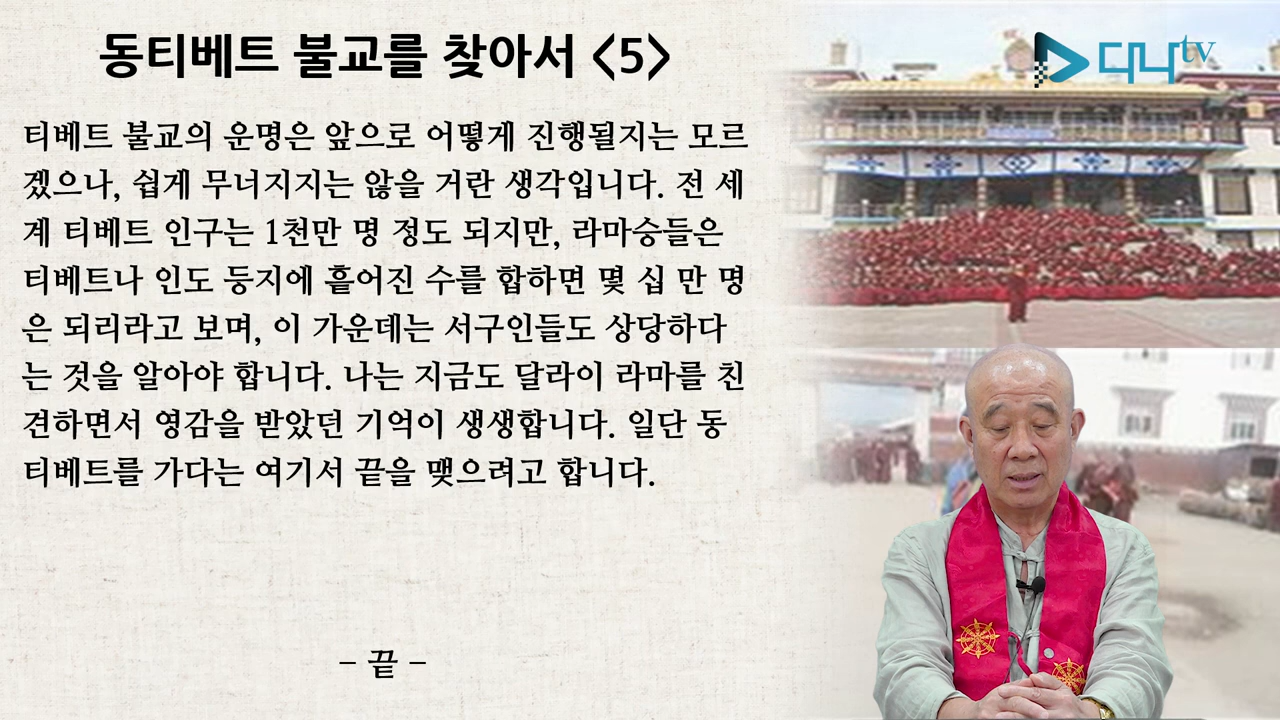 동티베트 불교를 찾아서 <5>
티베트 불교의 운명은 앞으로 어떻게 진행될지는 모르
겠으나, 쉽게 무너지지는 않을 거란 생각입니다. 전 세
계 티베트 인구는 1천만 명 정도 되지만, 라마승들은
티베트나 인도 등지에 흩어진 수를 합하면 몇 십 만 명
은 되리라고 보며, 이 가운데는 서구인들도 상당하다
는 것을 알아야 합니다. 나는 지금도 달라이 라마를 친
견하면서 영감을 받았던 기억이 생생합니다. 일단 동
티베트를 가다는 여기서 끝을 맺으려고 합니다.
- 끝 -
tv